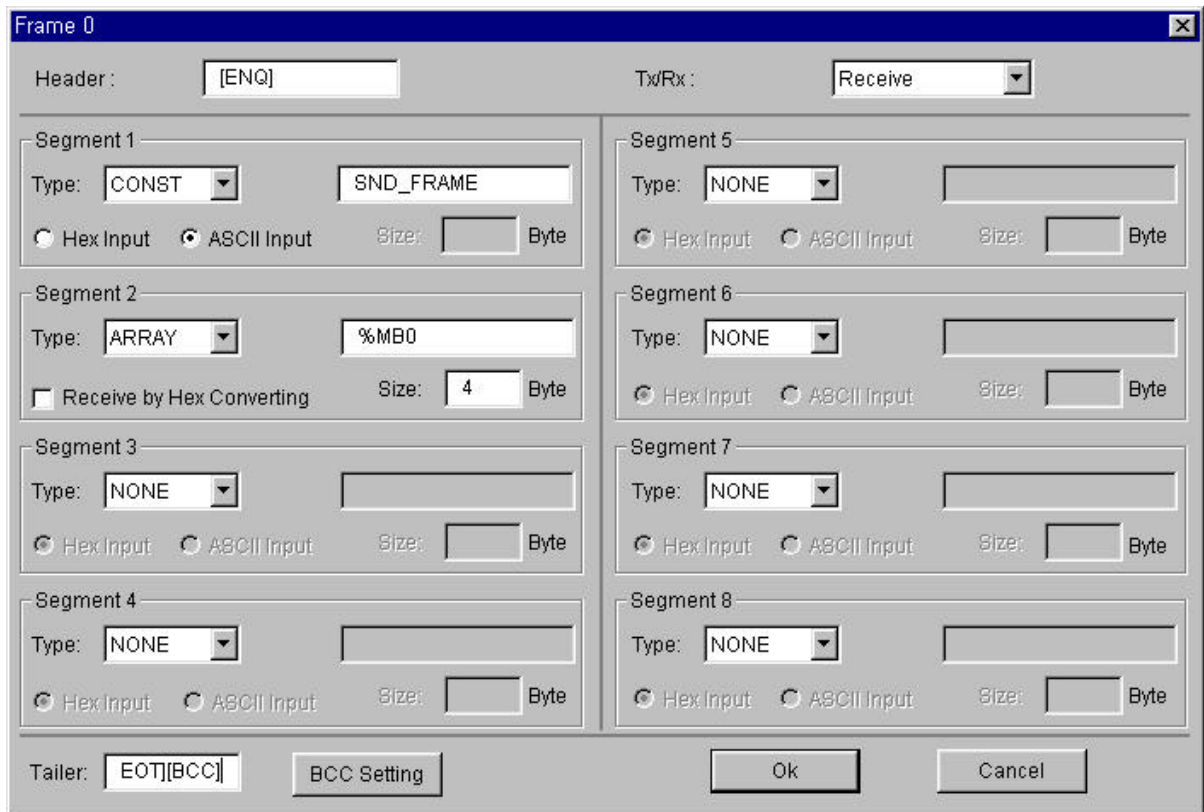 Frame 0
Header : [ENQ] Tx/Rx : Receive
Segment 1
Type: CONST SND_FRAME
Hex Input ASCII Input Size: Byte
Segment 2
Type: ARRAY %MB0
Receive by Hex Converting Size: 4 Byte
Segment 3
Type: NONE
Hex Input ASCII Input Size: Byte
Segment 4
Type: NONE
Hex Input ASCII Input Size: Byte
Segment 5
Type: NONE
Hex Input ASCII Input Size: Byte
Segment 6
Type: NONE
Hex Input ASCII Input Size: Byte
Segment 7
Type: NONE
Hex Input ASCII Input Size: Byte
Segment 8
Type: NONE
Hex Input ASCII Input Size: Byte
Tailer: EOT][BCC] BCC Setting Ok Cancel